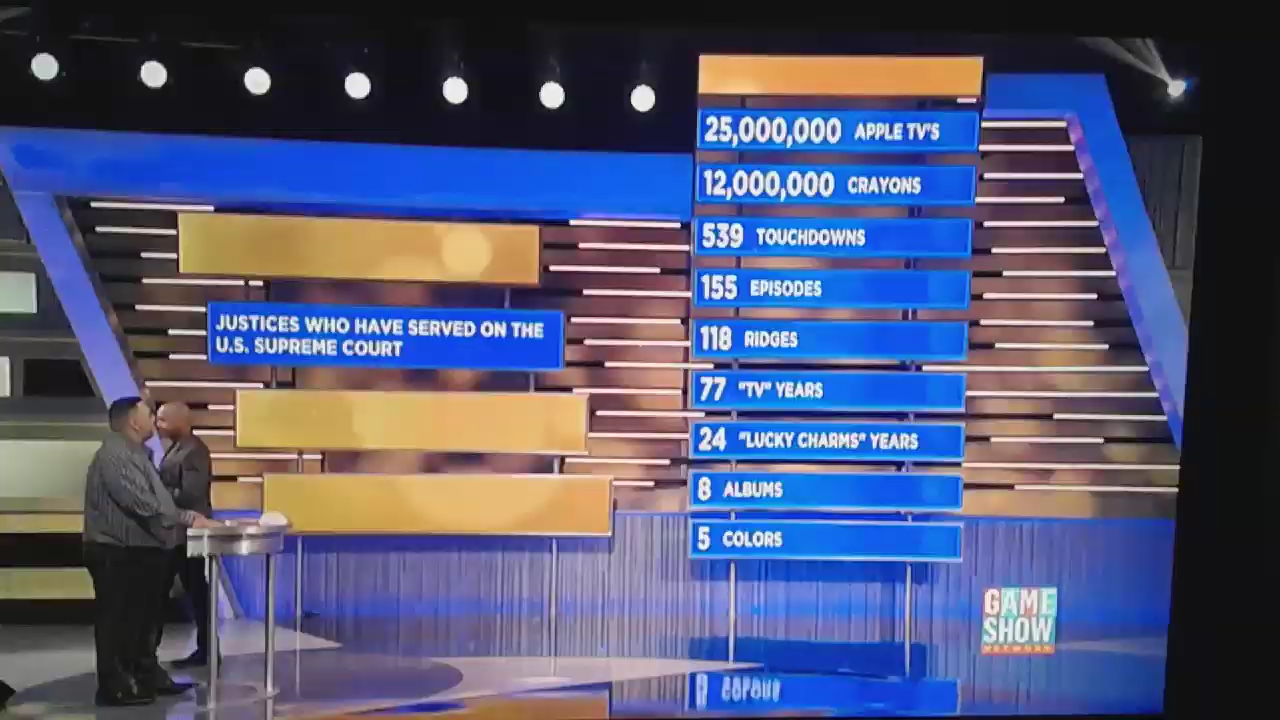 JUSTICES WHO HAVE SERVED ON THE
U.S. SUPREME COURT
25,000,000 APPLE TV'S
12,000,000 CRAYONS
539 TOUCHDOWNS
155 EPISODES
118 RIDGES
77 "TV" YEARS
24 "LUCKY CHARMS" YEARS
8 ALBUMS
5 COLORS
GAME
SHOW
NETWORK